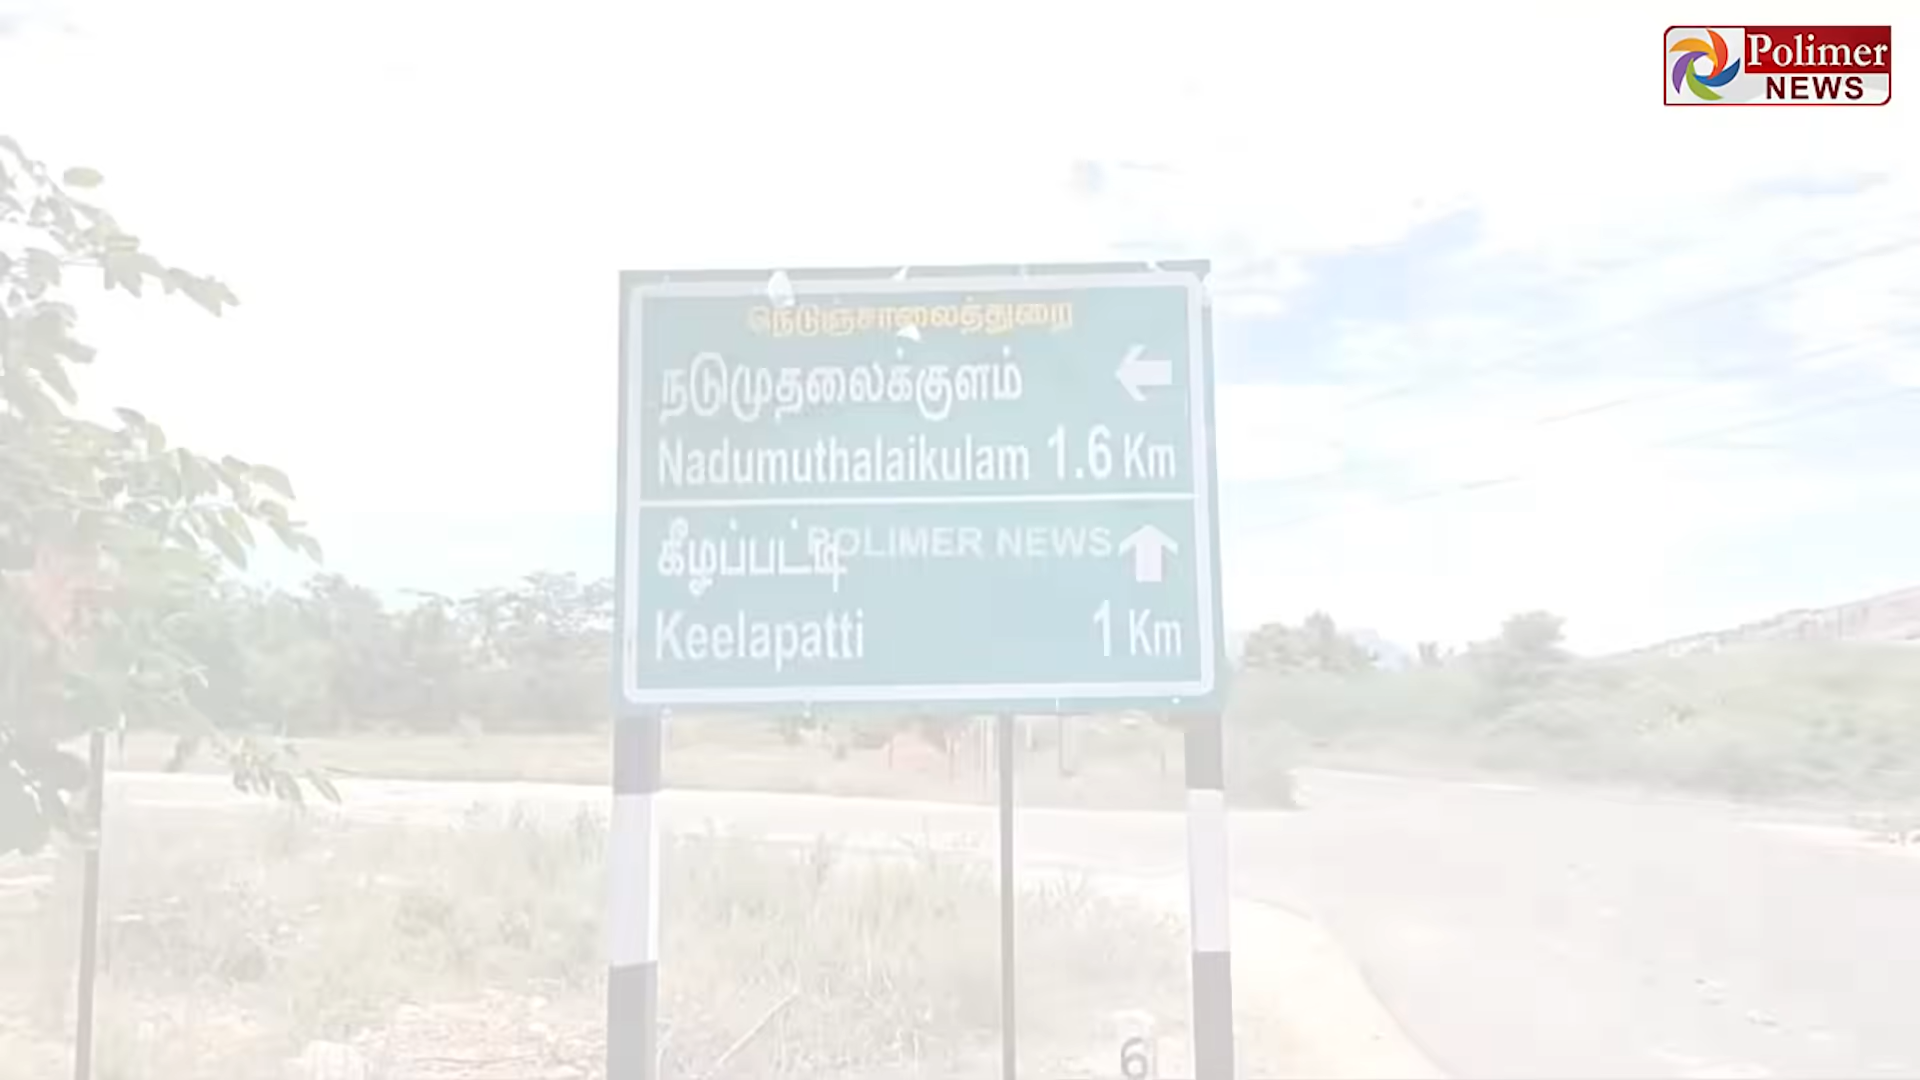 Polimer
NEWS
நெடுஞ்சாலைத்துறை
நடுமுதலைக்குளம்
Nadumuthalaikulam 1.6 Km
கீழப்பட்டி
POLIMER NEWS
Keelapatti 1 Km
6